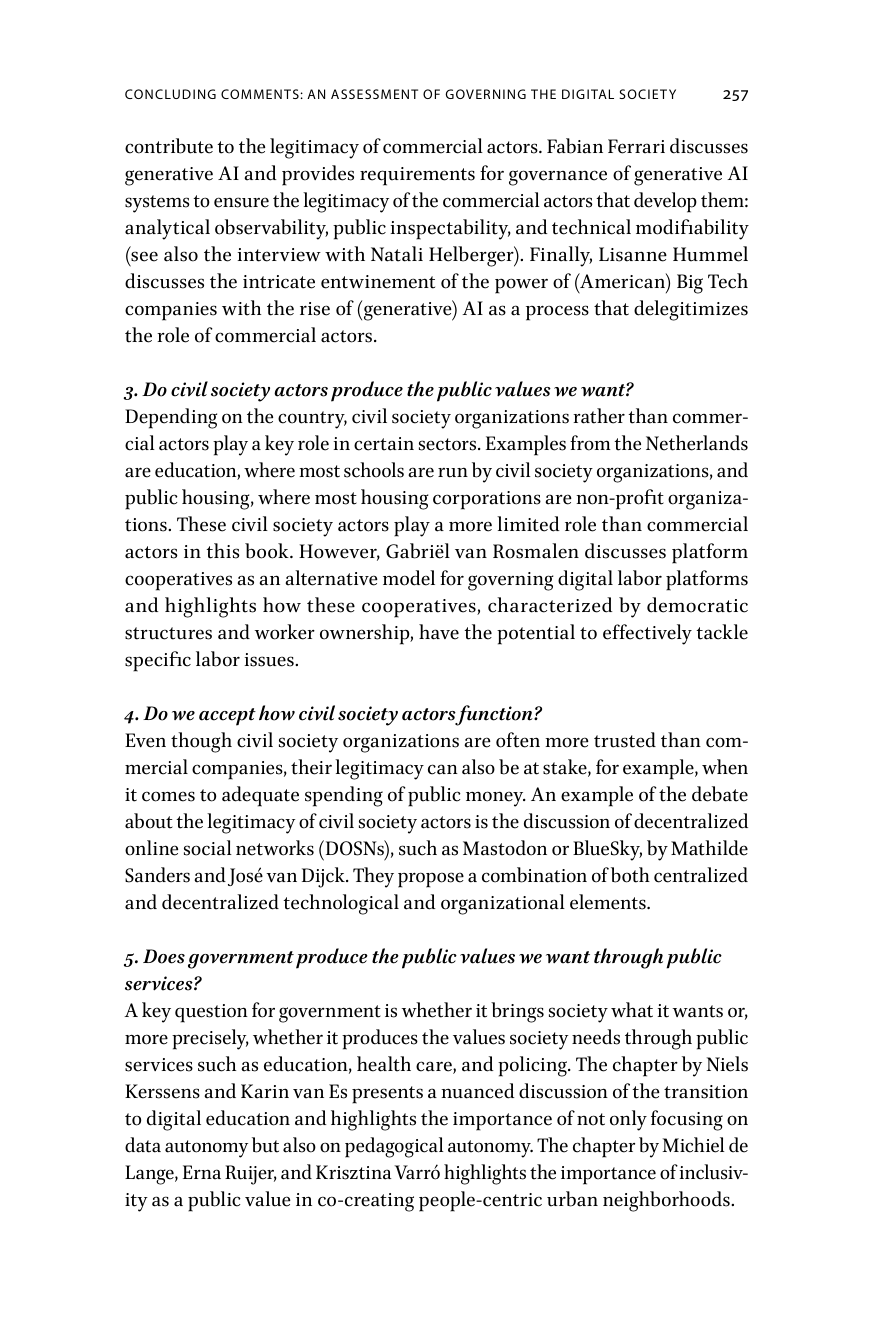 CONCLUDING COMMENTS: AN ASSESSMENT OF GOVERNING THE DIGITAL SOCIETY 257
contribute to the legitimacy of commercial actors. Fabian Ferrari discusses
generative AI and provides requirements for governance of generative AI
systems to ensure the legitimacy of the commercial actors that develop them:
analytical observability, public inspectability, and technical modifiability
(see also the interview with Natali Helberger). Finally, Lisanne Hummel
discusses the intricate entwinement of the power of (American) Big Tech
companies with the rise of (generative) AI as a process that delegitimizes
the role of commercial actors.
3. Do civil society actors produce the public values we want?
Depending on the country, civil society organizations rather than commer-
cial actors play a key role in certain sectors. Examples from the Netherlands
are education, where most schools are run by civil society organizations, and
public housing, where most housing corporations are non-profit organiza-
tions. These civil society actors play a more limited role than commercial
actors in this book. However, Gabriël van Rosmalen discusses platform
cooperatives as an alternative model for governing digital labor platforms
and highlights how these cooperatives, characterized by democratic
structures and worker ownership, have the potential to effectively tackle
specific labor issues.
4. Do we accept how civil society actors function?
Even though civil society organizations are often more trusted than com-
mercial companies, their legitimacy can also be at stake, for example, when
it comes to adequate spending of public money. An example of the debate
about the legitimacy of civil society actors is the discussion of decentralized
online social networks (DOSNs), such as Mastodon or BlueSky, by Mathilde
Sanders and José van Dijck. They propose a combination of both centralized
and decentralized technological and organizational elements.
5. Does government produce the public values we want through public
services?
A key question for government is whether it brings society what it wants or,
more precisely, whether it produces the values society needs through public
services such as education, health care, and policing. The chapter by Niels
Kerssens and Karin van Es presents a nuanced discussion of the transition
to digital education and highlights the importance of not only focusing on
data autonomy but also on pedagogical autonomy. The chapter by Michiel de
Lange, Erna Ruijer, and Krisztina Varró highlights the importance of inclusiv-
ity as a public value in co-creating people-centric urban neighborhoods.